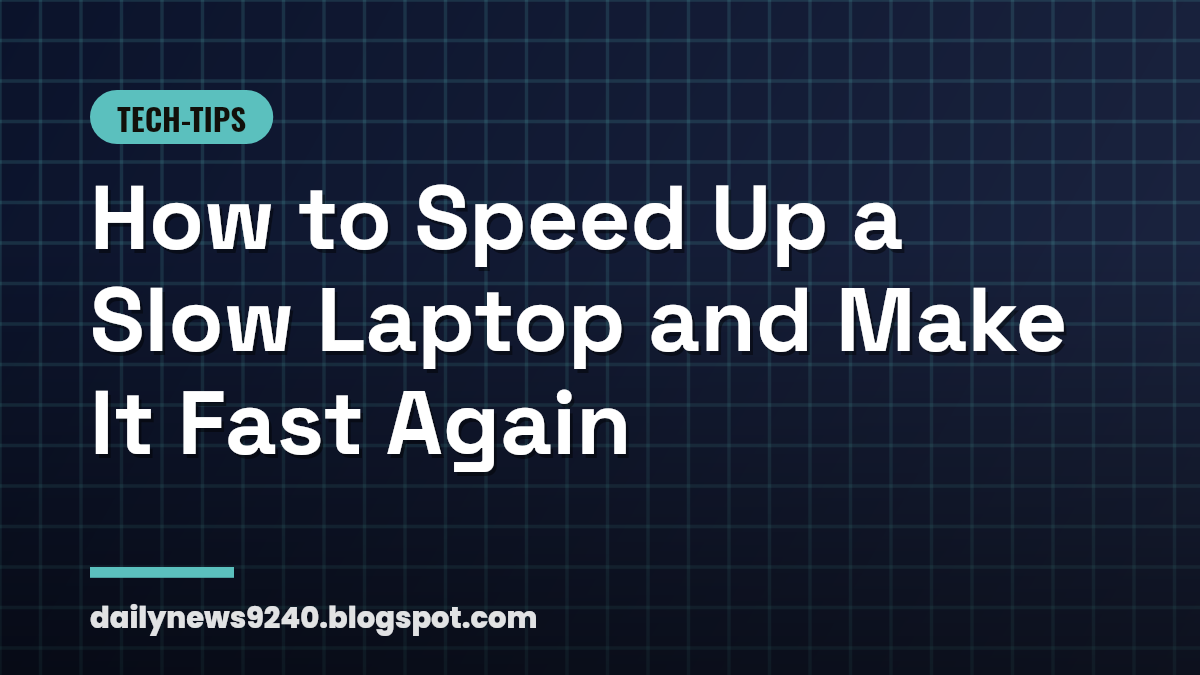 TECH-TIPS
How to Speed Up a
Slow Laptop and Make
It Fast Again
dailynews9240.blogspot.com